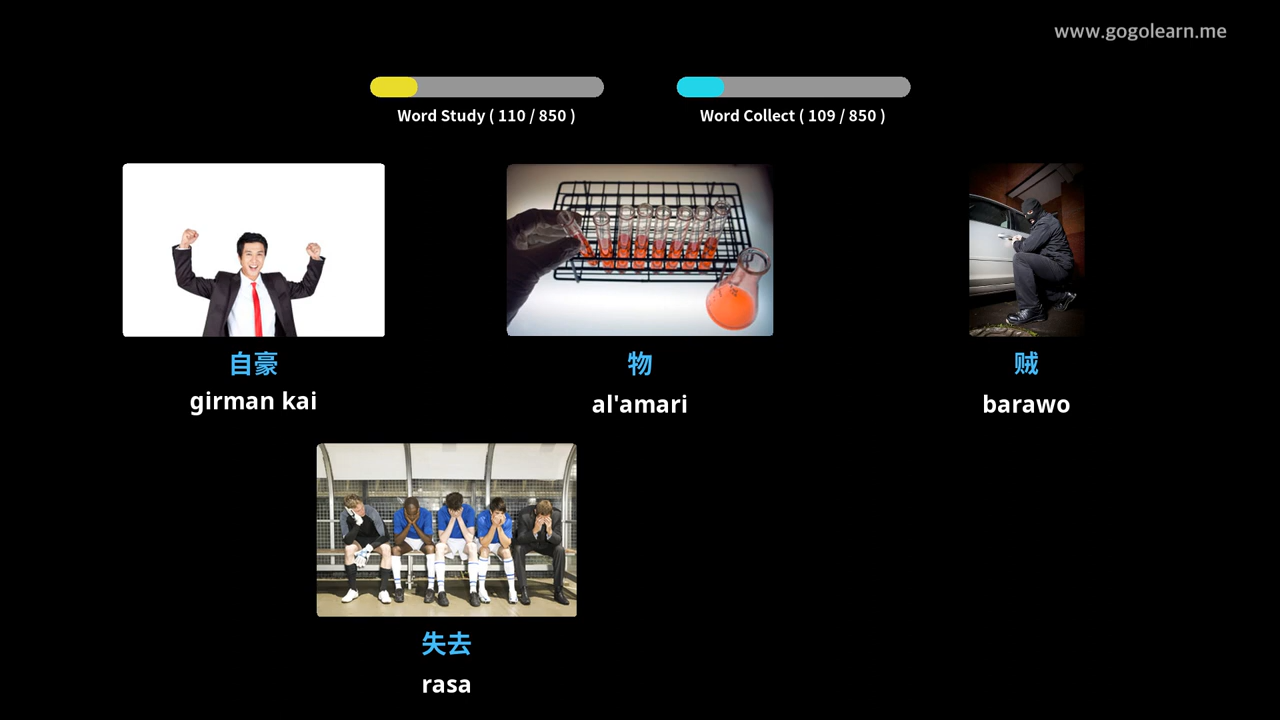 www.gogolearn.me
Word Study ( 110 / 850 )
Word Collect ( 109 / 850 )
自豪
girman kai
物
al'amari
贼
barawo
失去
rasa